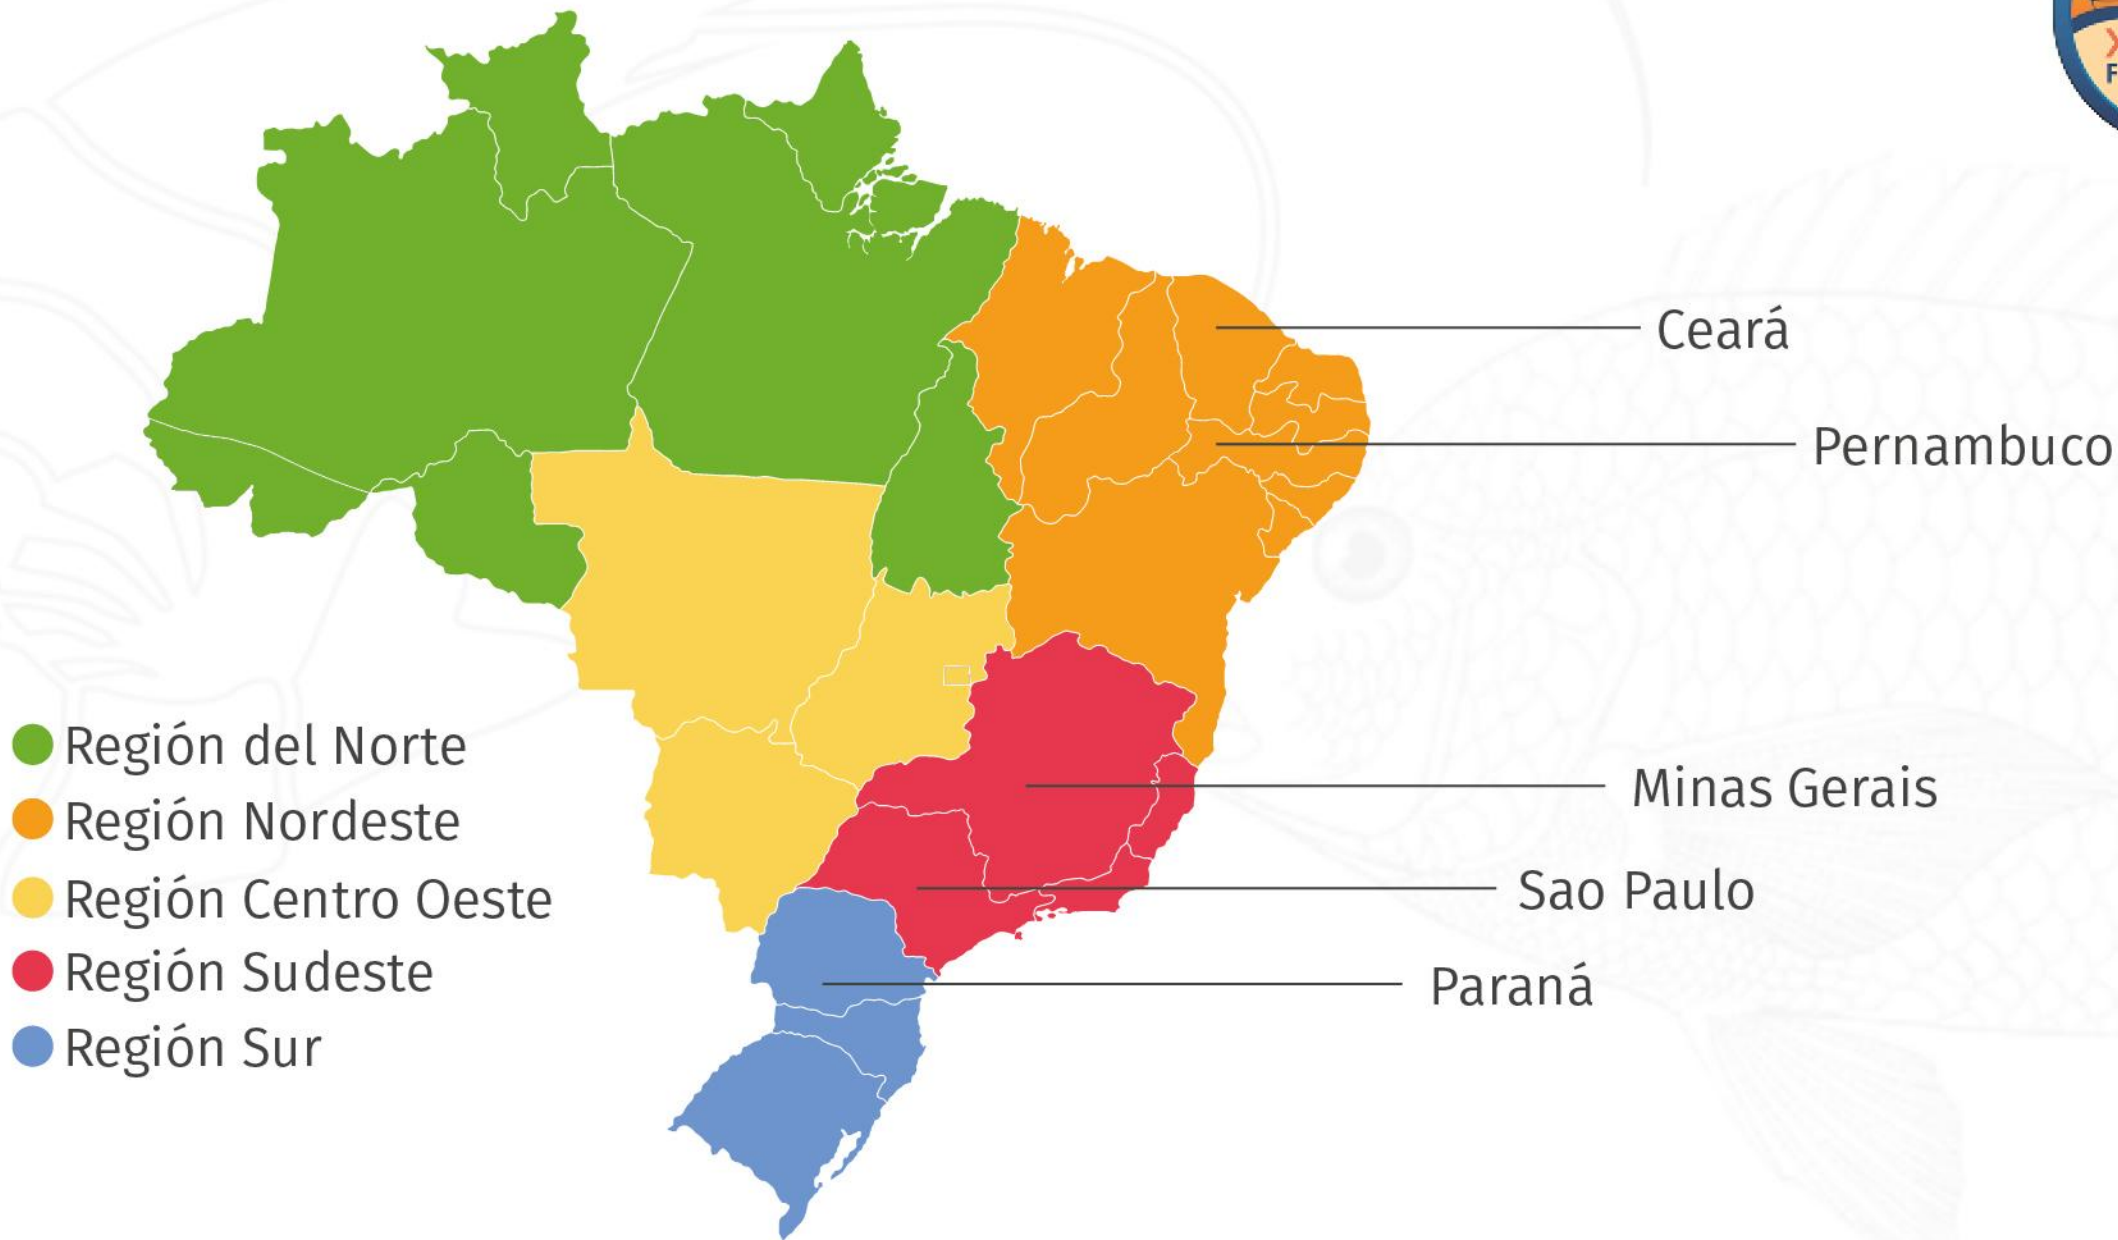 Ceará
Pernambuco
Región del Norte
Región Nordeste
Minas Gerais
Región Centro Oeste
Sao Paulo
Región Sudeste
Paraná
Región Sur